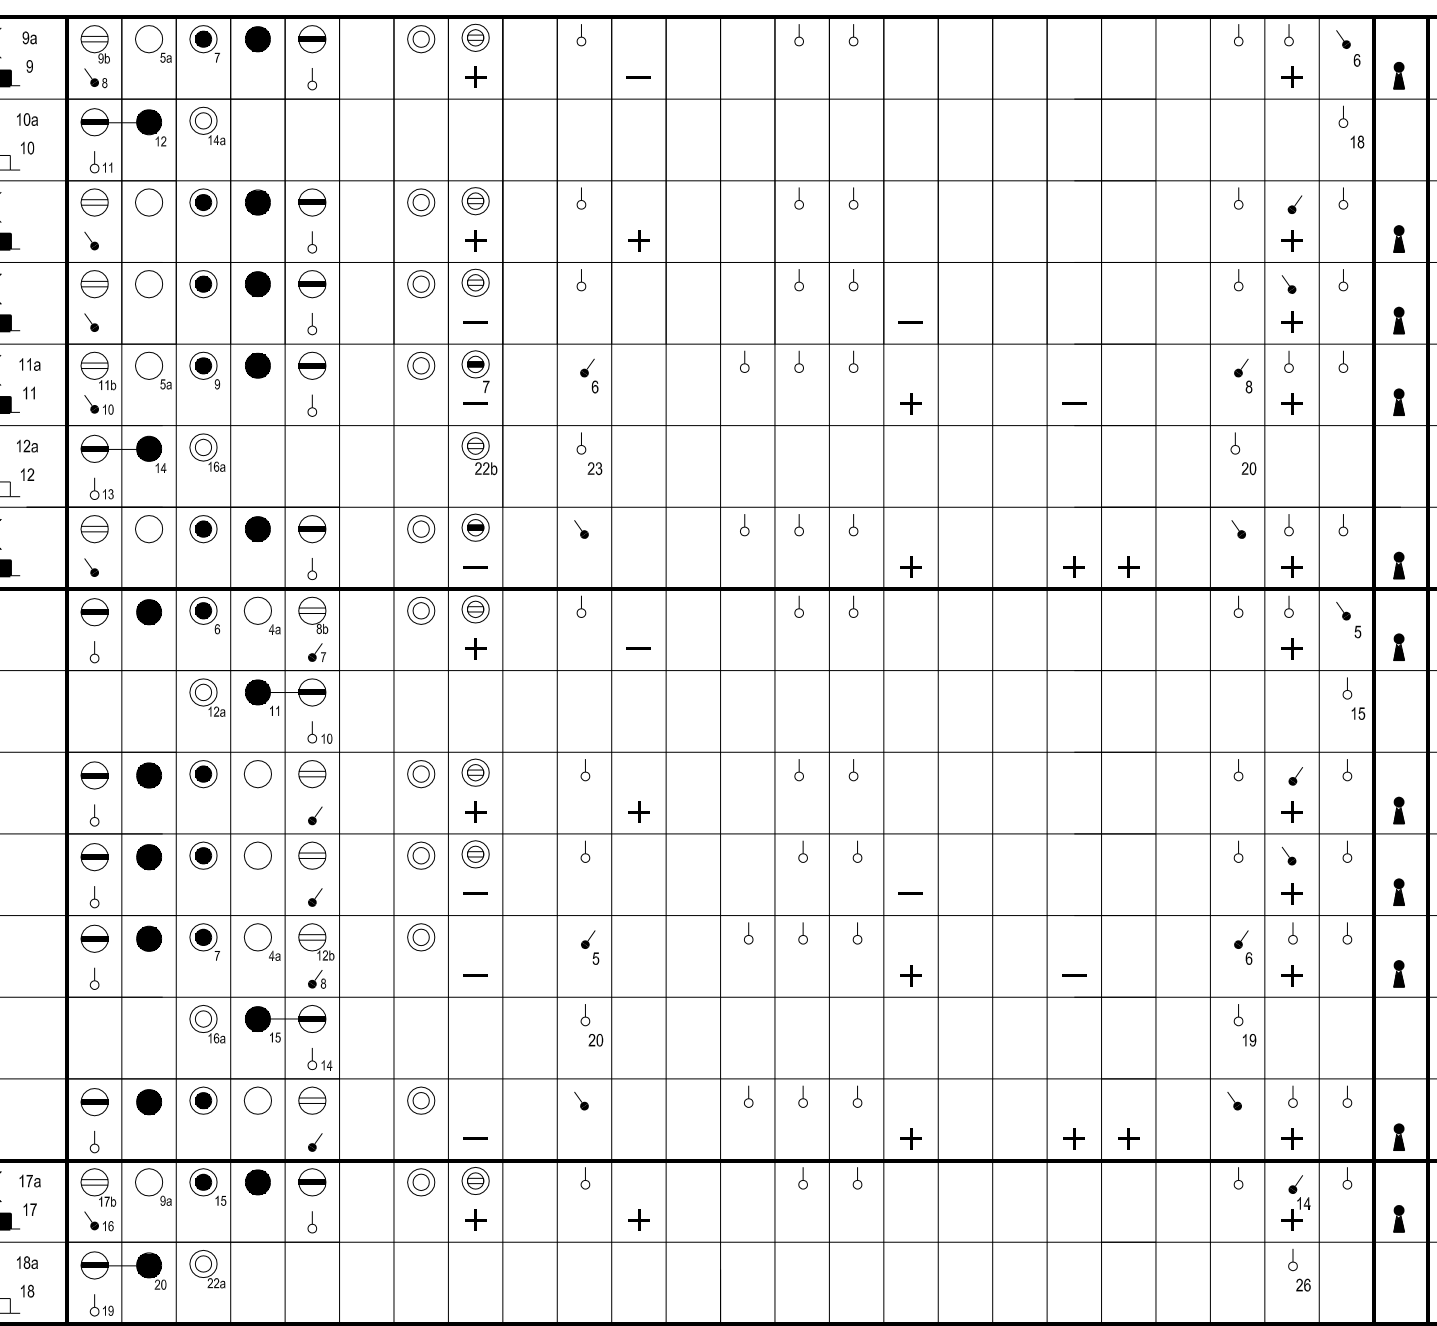 9a
9
9b 5a 7
8 + − + 6
10a
10
12 14a
11 18
+ + +
− − +
11a
11
11b 5a 9 7 6 8
10 − + − +
12a
12
14 16a 22b 23 20
13
− + + + +
6 4a 8b 5
7 + − +
12a 11 15
10
+ + +
− − +
7 4a 12b 5 6
8 − + − +
16a 15 20 19
14
− + + + +
17a
17
17b 9a 15 14
16 + + +
18a
18
20 22a 26
19